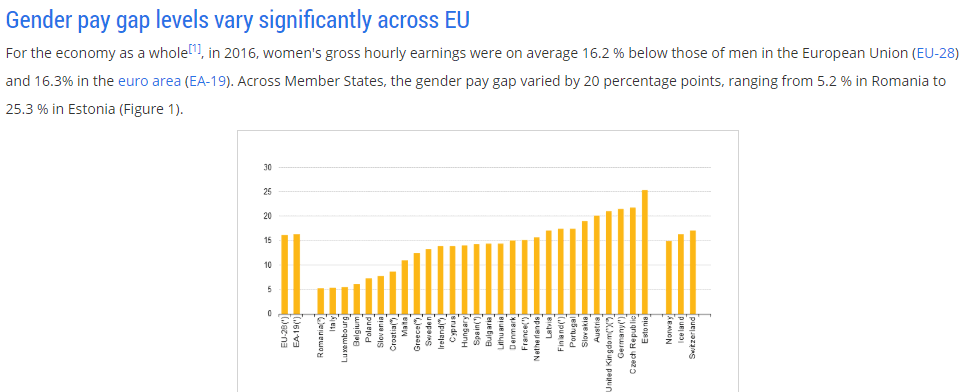 Gender pay gap levels vary significantly across EU
For the economy as a whole[1], in 2016, women's gross hourly earnings were on average 16.2 % below those of men in the European Union (EU-28)
and 16.3% in the euro area (EA-19). Across Member States, the gender pay gap varied by 20 percentage points, ranging from 5.2 % in Romania to
25.3 % in Estonia (Figure 1).
30
25
20
15
10
5
0
EU-28(¹)
EA-19(¹)
Romania(²)
Italy
Luxembourg
Belgium
Poland
Slovenia
Croatia(³)
Malta
Greece(³)
Sweden
Ireland(³)
Cyprus
Hungary
Spain(¹)
Bulgaria
Lithuania
Denmark
France(¹)
Netherlands
Latvia
Finland(¹)
Portugal
Slovakia
Austria
United Kingdom
Germany(¹)
Czech Republic
Estonia
Norway
Iceland
Switzerland